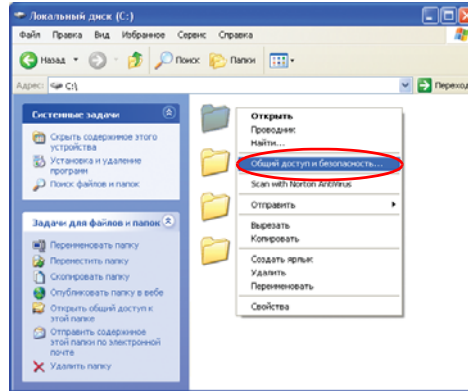 Локальный диск (C:)
Файл Правка Вид Избранное Сервис Справка
Назад Поиск Папки
Адрес: C:\ Переход
Системные задачи
Скрыть содержимое этого
устройства
Установка и удаление
программ
Поиск файлов и папок
Задачи для файлов и папок
Переименовать папку
Переместить папку
Скопировать папку
Опубликовать папку в вебе
Открыть общий доступ к
этой папке
Отправить содержимое
этой папки по электронной
почте
Удалить папку
Открыть
Проводник
Найти...
Общий доступ и безопасность...
Scan with Norton AntiVirus
Отправить
Вырезать
Копировать
Создать ярлык
Удалить
Переименовать
Свойства